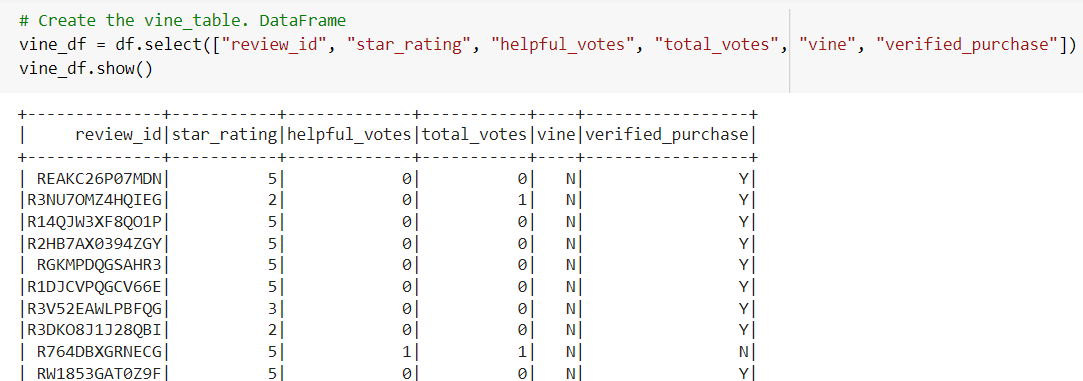 # Create the vine_table. DataFrame
vine_df = df.select(["review_id", "star_rating", "helpful_votes", "total_votes", "vine", "verified_purchase"])
vine_df.show()
+--------------+-----------+-------------+-----------+----+-----------------+
|     review_id|star_rating|helpful_votes|total_votes|vine|verified_purchase|
+--------------+-----------+-------------+-----------+----+-----------------+
| REAKC26P07MDN|          5|            0|          0|   N|                Y|
|R3NU7OMZ4HQIEG|          2|            0|          1|   N|                Y|
|R14QJW3XF8QO1P|          5|            0|          0|   N|                Y|
|R2HB7AX0394ZGY|          5|            0|          0|   N|                Y|
| RGKMPDQGSAHR3|          5|            0|          0|   N|                Y|
|R1DJCVPQGCV66E|          5|            0|          0|   N|                Y|
|R3V52EAWLPBFQG|          3|            0|          0|   N|                Y|
|R3DKO8J1J28QBI|          2|            0|          0|   N|                Y|
| R764DBXGRNECG|          5|            1|          1|   N|                N|
| RW1853GAT0Z9F|          5|            0|          0|   N|                Y|